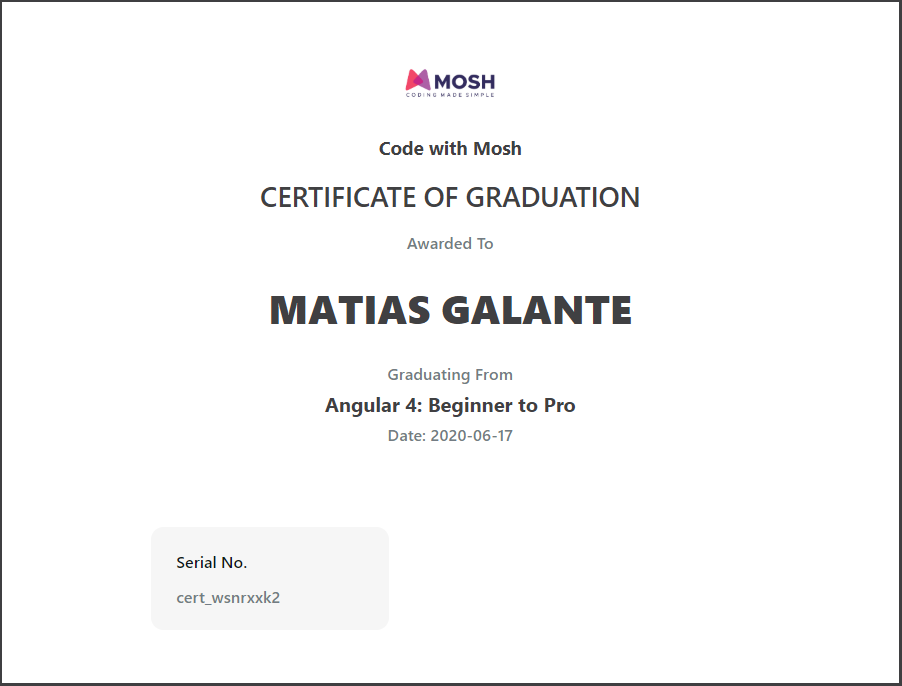 MOSH
CODING MADE SIMPLE
Code with Mosh
CERTIFICATE OF GRADUATION
Awarded To
MATIAS GALANTE
Graduating From
Angular 4: Beginner to Pro
Date: 2020-06-17
Serial No.
cert_wsnrxxk2